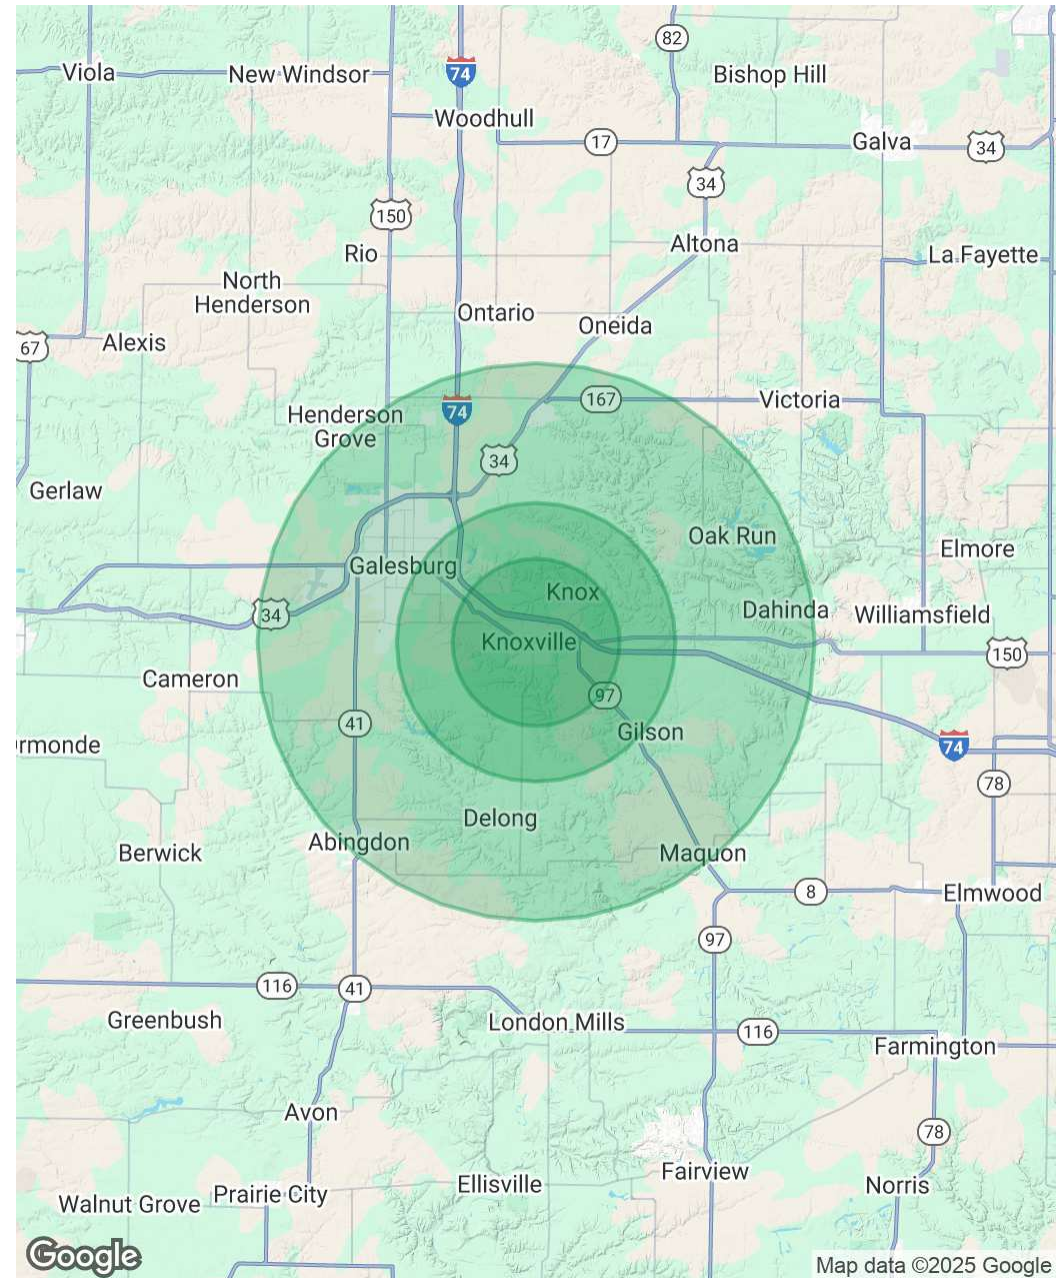 82
Viola
New Windsor
74
Bishop Hill
Woodhull
17
Galva
34
34
150
Rio
Altona
La Fayette
North
Henderson
Ontario
Oneida
67
Alexis
Henderson
Grove
74
167
Victoria
34
Gerlaw
Oak Run
Elmore
Galesburg
Knox
34
Dahinda
Williamsfield
Knoxville
150
Cameron
97
41
Gilson
rmonde
74
78
Delong
Abingdon
Berwick
Maquon
8
Elmwood
97
116
41
Greenbush
London Mills
116
Farmington
Avon
78
Fairview
Ellisville
Norris
Walnut Grove
Prairie City
Google
Map data ©2025 Google